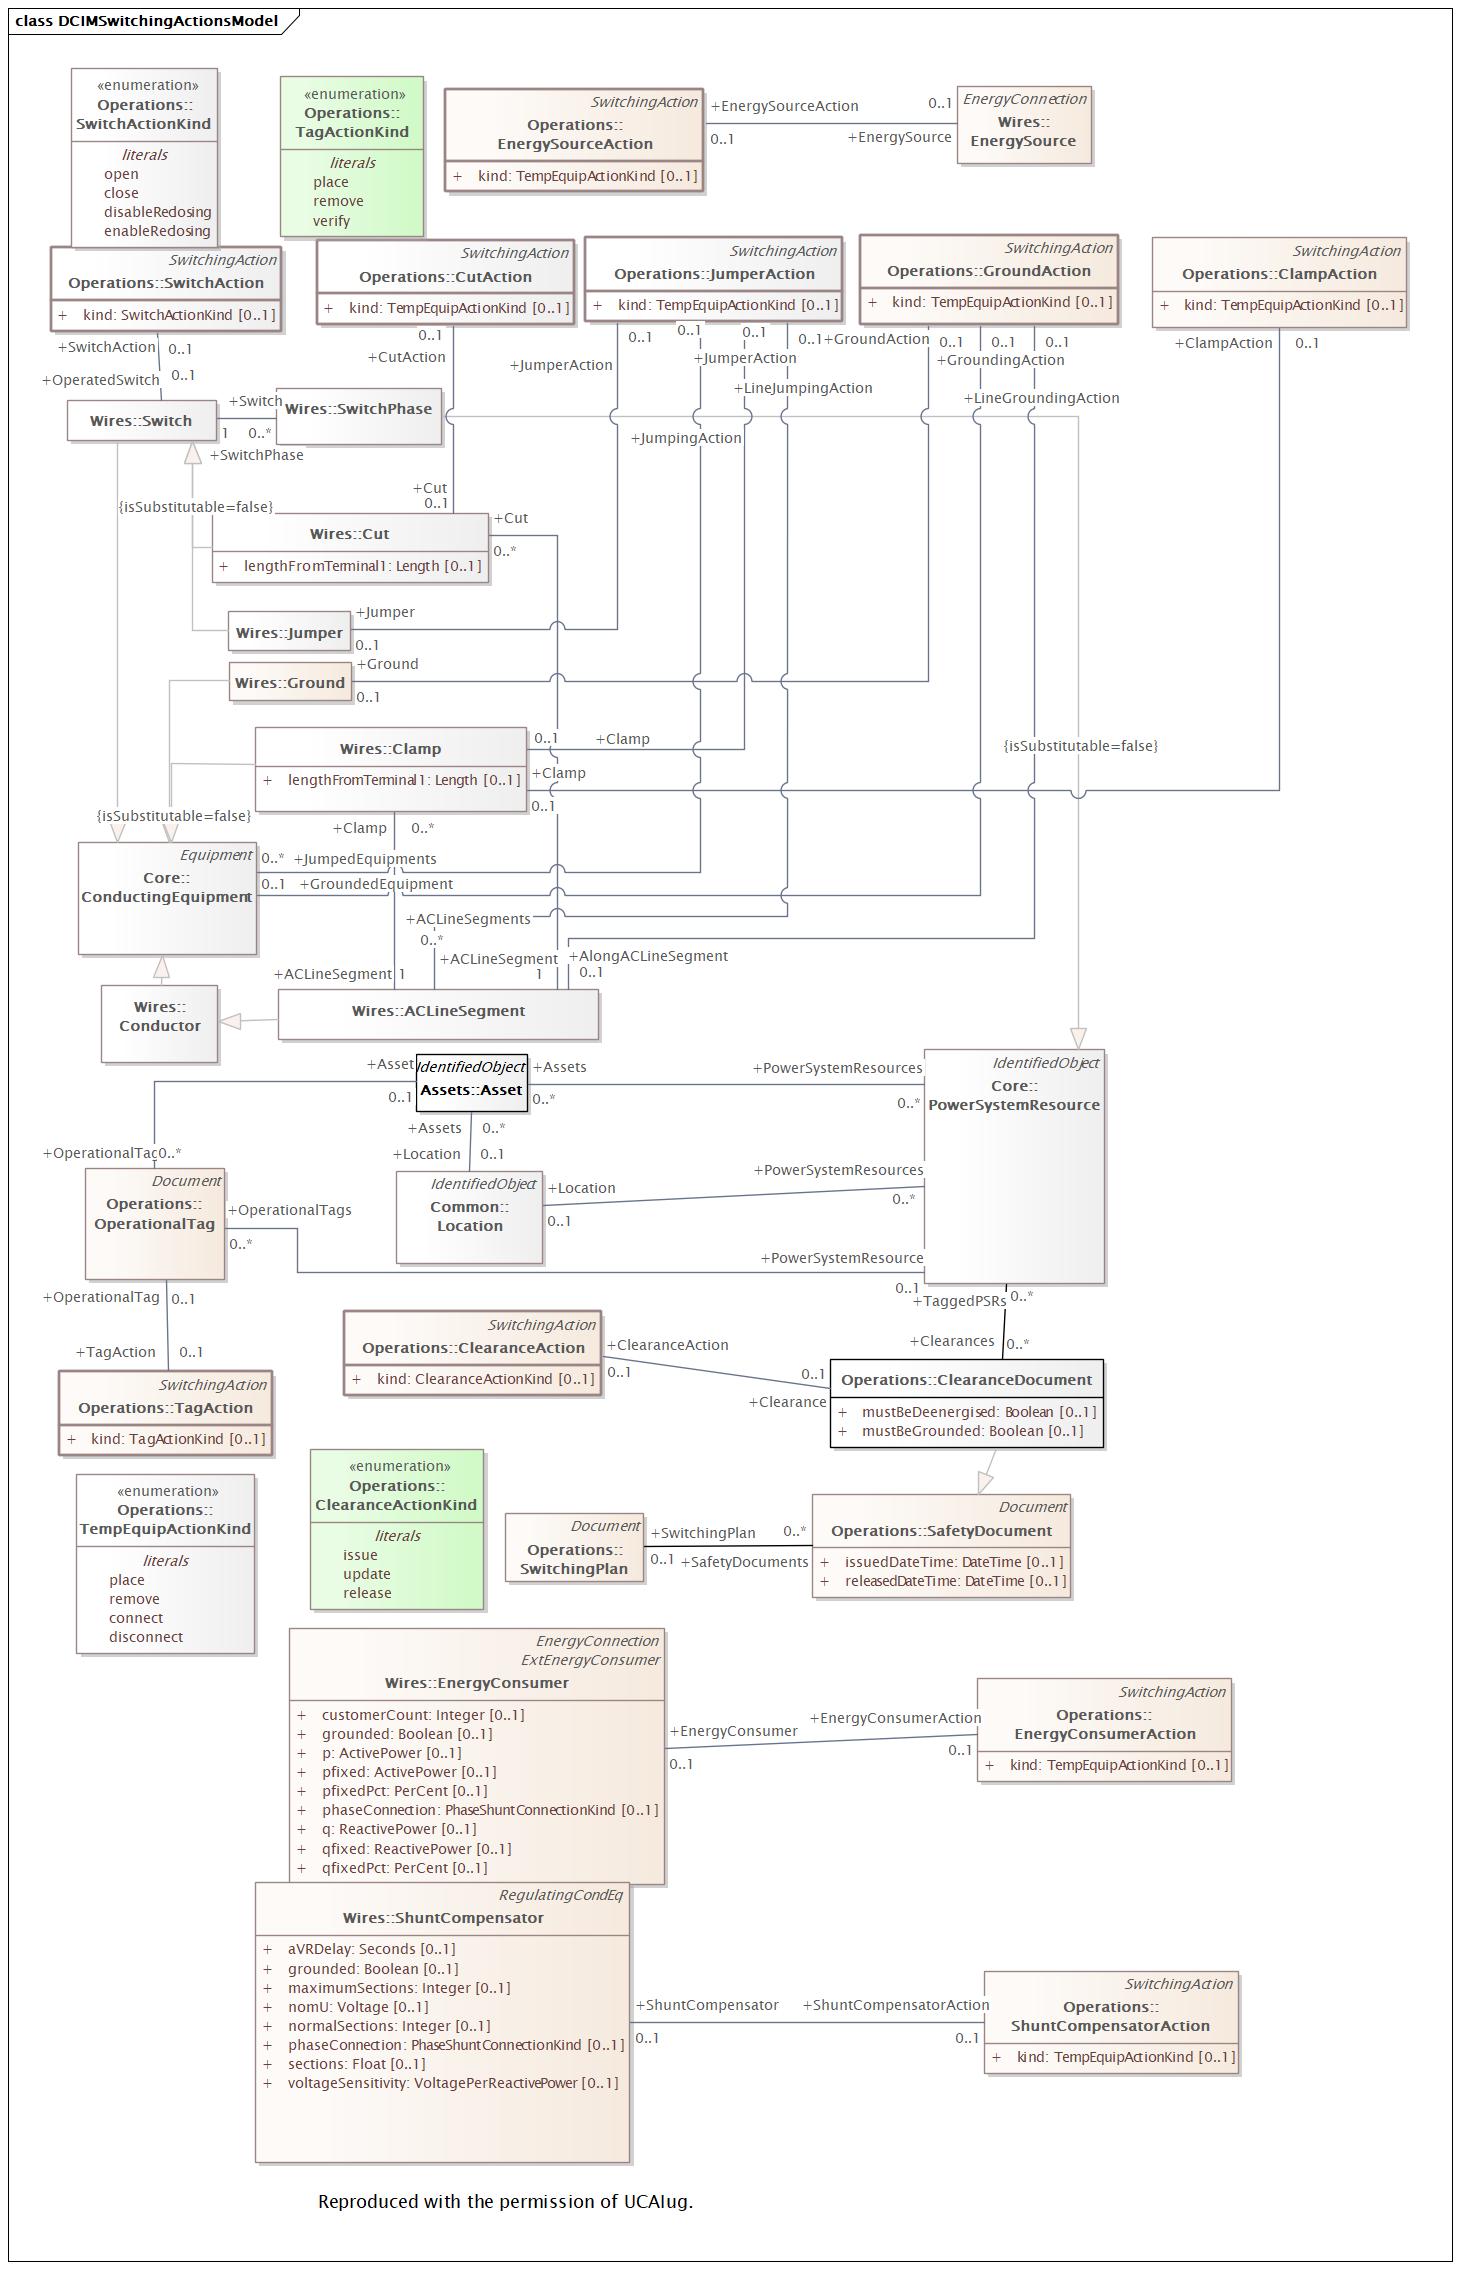 class DCIMSwitchingActionsModel
«enumeration»
Operations::
SwitchActionKind
literals
open
close
disableReclosing
enableReclosing
«enumeration»
Operations::
TagActionKind
literals
place
remove
verify
SwitchingAction
Operations::
EnergySourceAction
+ kind: TempEquipActionKind [0..1]
+EnergySourceAction
0..1
0..1
+EnergySource
EnergyConnection
Wires::
EnergySource
SwitchingAction
Operations::SwitchAction
+ kind: SwitchActionKind [0..1]
SwitchingAction
Operations::CutAction
+ kind: TempEquipActionKind [0..1]
SwitchingAction
Operations::JumperAction
+ kind: TempEquipActionKind [0..1]
SwitchingAction
Operations::GroundAction
+ kind: TempEquipActionKind [0..1]
SwitchingAction
Operations::ClampAction
+ kind: TempEquipActionKind [0..1]
+SwitchAction 0..1
0..1
+CutAction
0..1
+JumperAction
0..1
+JumperAction
0..1
+LineJumpingAction
0..1
+GroundAction
0..1
+GroundingAction
0..1
0..1
+LineGroundingAction
+ClampAction 0..1
+OperatedSwitch 0..1
Wires::Switch
+Switch
1
0..*
+SwitchPhase
Wires::SwitchPhase
+JumpingAction
{isSubstitutable=false}
+Cut
0..1
Wires::Cut
+ lengthFromTerminal1: Length [0..1]
+Cut
0..*
Wires::Jumper
+Jumper
0..1
Wires::Ground
+Ground
0..1
Wires::Clamp
+ lengthFromTerminal1: Length [0..1]
0..1
+Clamp
+Clamp
0..1
{isSubstitutable=false}
{isSubstitutable=false}
+Clamp 0..*
Equipment
Core::
ConductingEquipment
0..* +JumpedEquipments
0..1 +GroundedEquipment
+ACLineSegments
0..*
+ACLineSegment
1
+AlongACLineSegment
0..1
+ACLineSegment 1
Wires::
Conductor
Wires::ACLineSegment
+Asset
0..1
IdentifiedObject
Assets::Asset
+Assets
0..*
+PowerSystemResources
0..*
IdentifiedObject
Core::
PowerSystemResource
+Assets 0..*
+Location 0..1
IdentifiedObject
Common::
Location
+Location
0..1
+PowerSystemResources
0..*
+OperationalTag
0..*
Document
Operations::
OperationalTag
+OperationalTags
0..*
+PowerSystemResource
0..1
+TaggedPSRs 0..*
+Clearances 0..*
+OperationalTag 0..1
+TagAction 0..1
SwitchingAction
Operations::TagAction
+ kind: TagActionKind [0..1]
SwitchingAction
Operations::ClearanceAction
+ kind: ClearanceActionKind [0..1]
+ClearanceAction
0..1
0..1
+Clearance
Operations::ClearanceDocument
+ mustBeDeenergised: Boolean [0..1]
+ mustBeGrounded: Boolean [0..1]
«enumeration»
Operations::
TempEquipActionKind
literals
place
remove
connect
disconnect
«enumeration»
Operations::
ClearanceActionKind
literals
issue
update
release
Document
Operations::
SwitchingPlan
+SwitchingPlan
0..1
0..*
+SafetyDocuments
Document
Operations::SafetyDocument
+ issuedDateTime: DateTime [0..1]
+ releasedDateTime: DateTime [0..1]
EnergyConnection
ExtEnergyConsumer
Wires::EnergyConsumer
+ customerCount: Integer [0..1]
+ grounded: Boolean [0..1]
+ p: ActivePower [0..1]
+ pfixed: ActivePower [0..1]
+ pfixedPct: PerCent [0..1]
+ phaseConnection: PhaseShuntConnectionKind [0..1]
+ q: ReactivePower [0..1]
+ qfixed: ReactivePower [0..1]
+ qfixedPct: PerCent [0..1]
+EnergyConsumer
0..1
+EnergyConsumerAction
0..1
SwitchingAction
Operations::
EnergyConsumerAction
+ kind: TempEquipActionKind [0..1]
RegulatingCondEq
Wires::ShuntCompensator
+ aVRDelay: Seconds [0..1]
+ grounded: Boolean [0..1]
+ maximumSections: Integer [0..1]
+ nomU: Voltage [0..1]
+ normalSections: Integer [0..1]
+ phaseConnection: PhaseShuntConnectionKind [0..1]
+ sections: Float [0..1]
+ voltageSensitivity: VoltagePerReactivePower [0..1]
+ShuntCompensator
0..1
+ShuntCompensatorAction
0..1
SwitchingAction
Operations::
ShuntCompensatorAction
+ kind: TempEquipActionKind [0..1]
Reproduced with the permission of UCAIug.